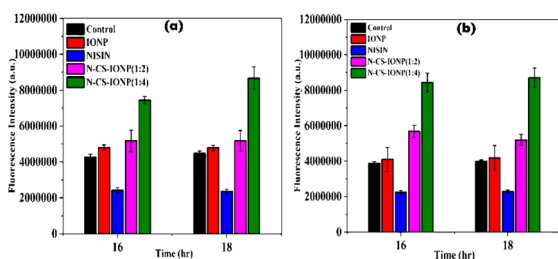 (a)
Control
IONP
NISIN
N-CS-IONP(1:2)
N-CS-IONP(1:4)
Fluorescence Intensity (a.u.)
12000000
10000000
8000000
6000000
4000000
2000000
0
16
18
Time (hr)
(b)
Control
IONP
NISIN
N-CS-IONP(1:2)
N-CS-IONP(1:4)
Fluorescence Intensity (a.u.)
12000000
10000000
8000000
6000000
4000000
2000000
0
16
18
Time (hr)